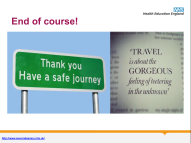 NHS
Health Education England
End of course!
Thank you
Have a safe journey
'TRAVEL
is about the
GORGEOUS
feeling of teetering
in the unknown'